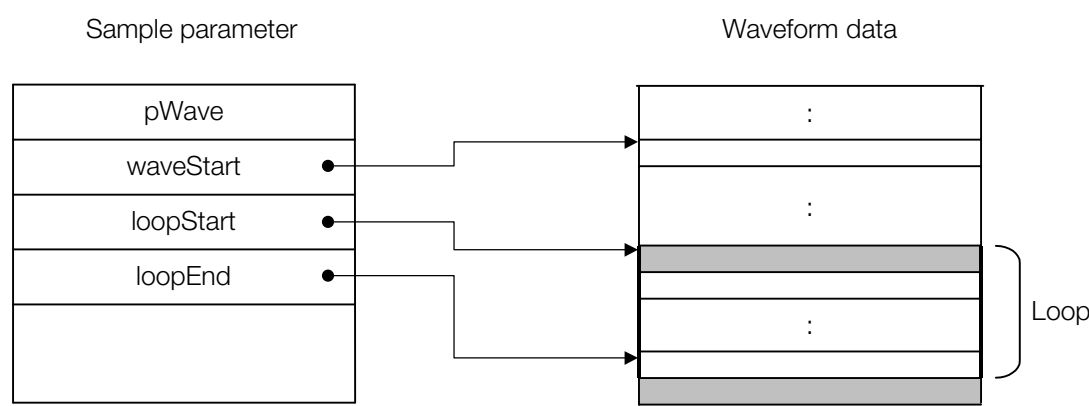 Sample parameter
Waveform data
pWave
waveStart
loopStart
loopEnd
:
:
:
Loop